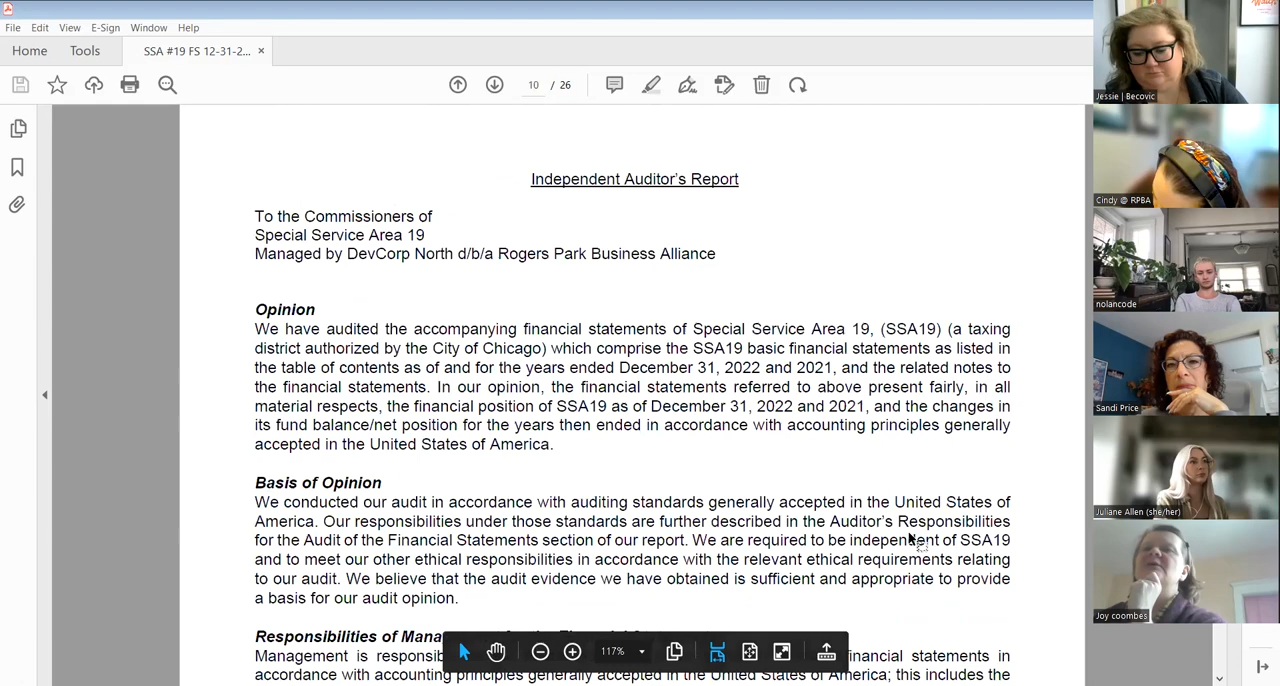 File Edit View E-Sign Window Help
Home Tools SSA #19 FS 12-31-2... ×
10 / 26
Independent Auditor's Report
To the Commissioners of
Special Service Area 19
Managed by DevCorp North d/b/a Rogers Park Business Alliance
Opinion
We have audited the accompanying financial statements of Special Service Area 19, (SSA19) (a taxing
district authorized by the City of Chicago) which comprise the SSA19 basic financial statements as listed in
the table of contents as of and for the years ended December 31, 2022 and 2021, and the related notes to
the financial statements. In our opinion, the financial statements referred to above present fairly, in all
material respects, the financial position of SSA19 as of December 31, 2022 and 2021, and the changes in
its fund balance/net position for the years then ended in accordance with accounting principles generally
accepted in the United States of America.
Basis of Opinion
We conducted our audit in accordance with auditing standards generally accepted in the United States of
America. Our responsibilities under those standards are further described in the Auditor's Responsibilities
for the Audit of the Financial Statements section of our report. We are required to be independent of SSA19
and to meet our other ethical responsibilities in accordance with the relevant ethical requirements relating
to our audit. We believe that the audit evidence we have obtained is sufficient and appropriate to provide
a basis for our audit opinion.
Responsibilities of
Management is financial statements in
accordance with accounting principles generally accepted in the United States of America; this includes the
117%
Jessie | Becovic
Cindy @ RPBA
nolancode
Sandi Price
Juliane Allen (she/her)
Joy coombes